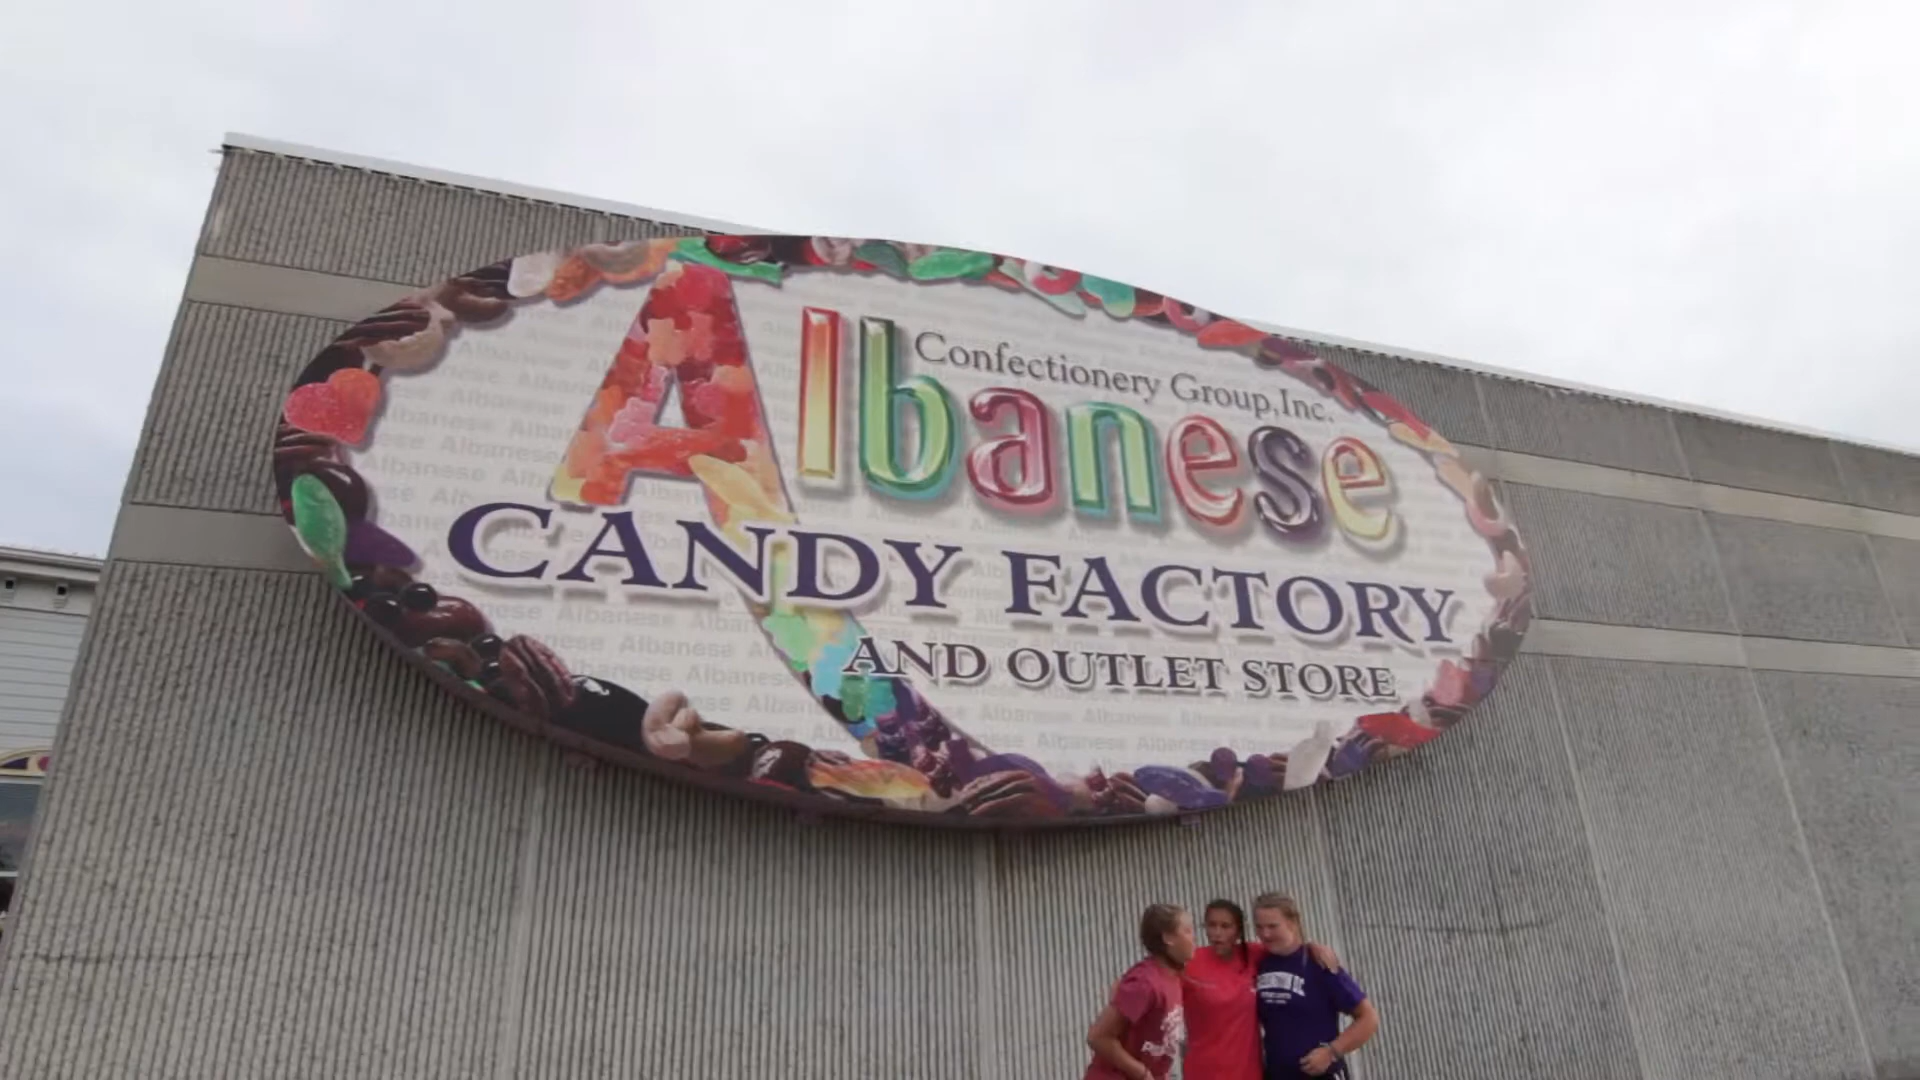 Confectionery Group, Inc.
Albanese
CANDY FACTORY
AND OUTLET STORE